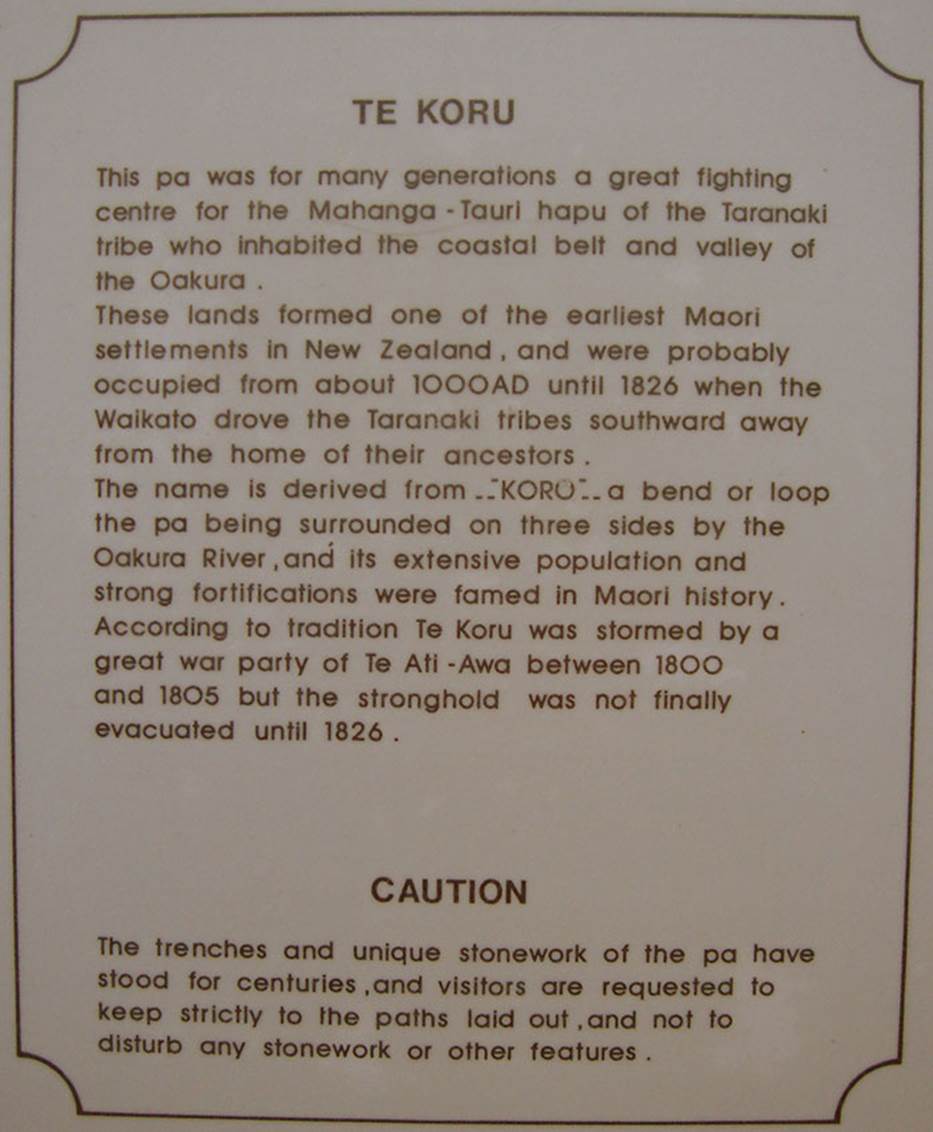 TE KORU
This pa was for many generations a great fighting
centre for the Mahanga - Tauri hapu of the Taranaki
tribe who inhabited the coastal belt and valley of
the Oakura .
These lands formed one of the earliest Maori
settlements in New Zealand , and were probably
occupied from about 1000AD until 1826 when the
Waikato drove the Taranaki tribes southward away
from the home of their ancestors .
The name is derived from ..-KORU-.. a bend or loop
the pa being surrounded on three sides by the
Oakura River ,and its extensive population and
strong fortifications were famed in Maori history .
According to tradition Te Koru was stormed by a
great war party of Te Ati -Awa between 1800
and 1805 but the stronghold was not finally
evacuated until 1826 .
CAUTION
The trenches and unique stonework of the pa have
stood for centuries ,and visitors are requested to
keep strictly to the paths laid out ,and not to
disturb any stonework or other features .